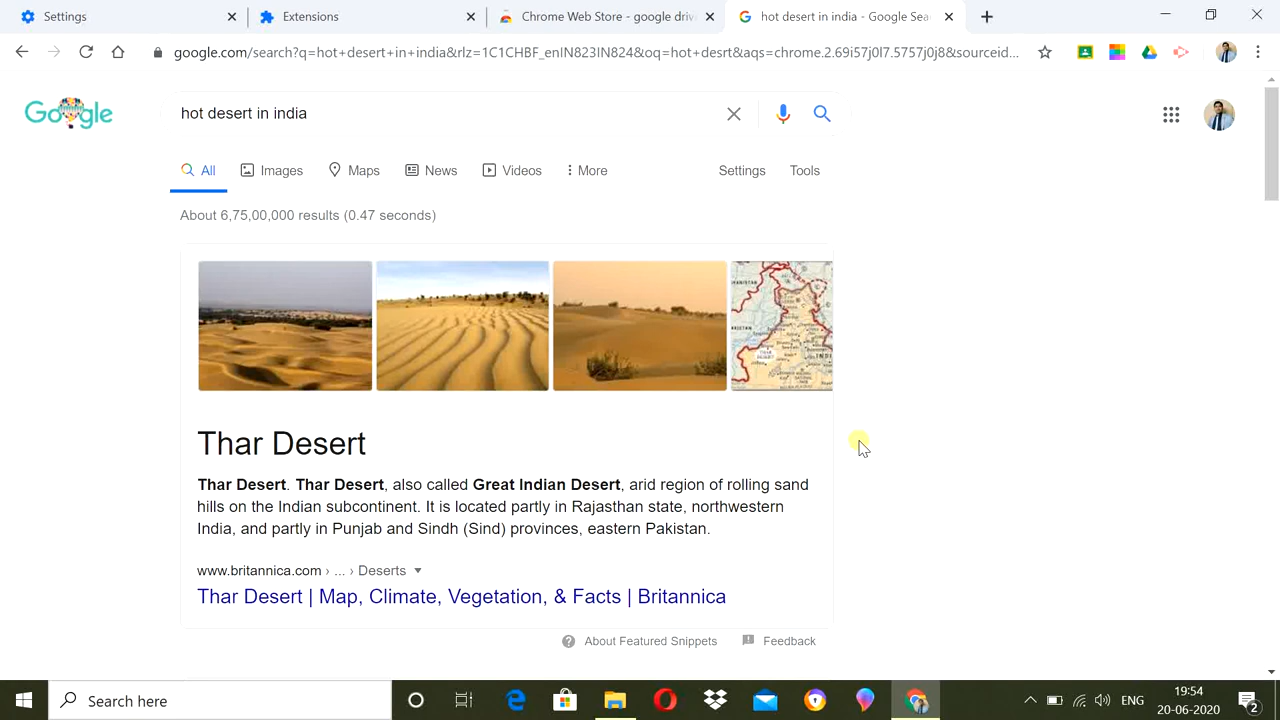 Settings
Extensions
Chrome Web Store - google driv
hot desert in india - Google Sea
google.com/search?q=hot+desert+in+india&rlz=1C1CHBF_enIN823IN824&oq=hot+desrt&aqs=chrome.2.69i57j0l7.5757j0j8&sourceid...
Google
hot desert in india
All
Images
Maps
News
Videos
More
Settings
Tools
About 6,75,00,000 results (0.47 seconds)
Thar Desert
Thar Desert. Thar Desert, also called Great Indian Desert, arid region of rolling sand
hills on the Indian subcontinent. It is located partly in Rajasthan state, northwestern
India, and partly in Punjab and Sindh (Sind) provinces, eastern Pakistan.
www.britannica.com › ... › Deserts
Thar Desert | Map, Climate, Vegetation, & Facts | Britannica
About Featured Snippets
Feedback
Search here
ENG
19:54
20-06-2020
2